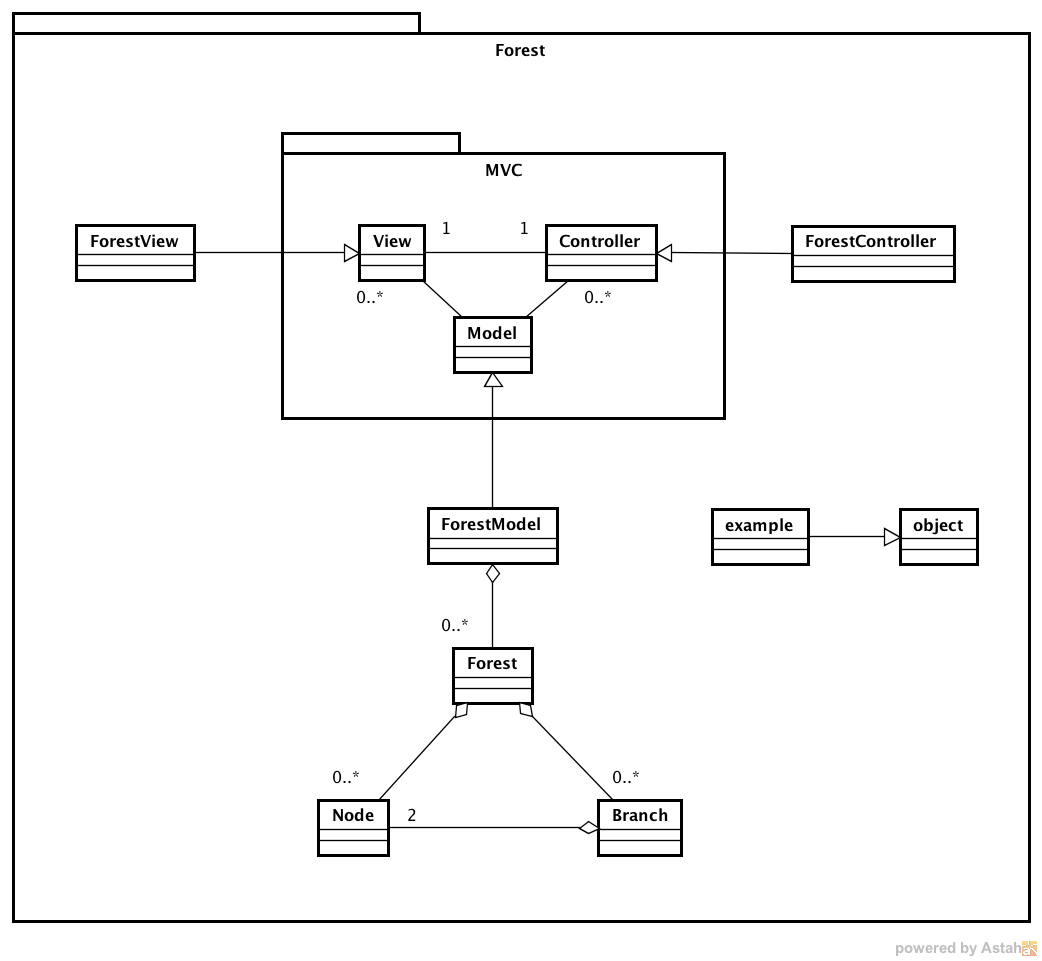 Forest
MVC
ForestView
View
1
1
Controller
ForestController
0..*
0..*
Model
ForestModel
example
object
0..*
Forest
0..*
0..*
Node
2
Branch
powered by Astah